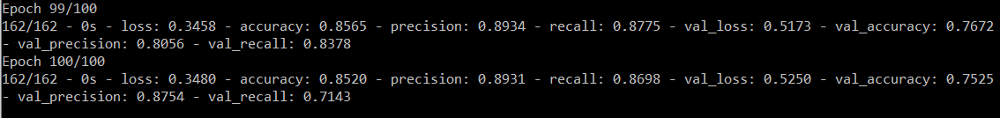 Epoch 99/100
162/162 - 0s - loss: 0.3458 - accuracy: 0.8565 - precision: 0.8934 - recall: 0.8775 - val_loss: 0.5173 - val_accuracy: 0.7672
- val_precision: 0.8056 - val_recall: 0.8378
Epoch 100/100
162/162 - 0s - loss: 0.3480 - accuracy: 0.8520 - precision: 0.8931 - recall: 0.8698 - val_loss: 0.5250 - val_accuracy: 0.7525
- val_precision: 0.8754 - val_recall: 0.7143